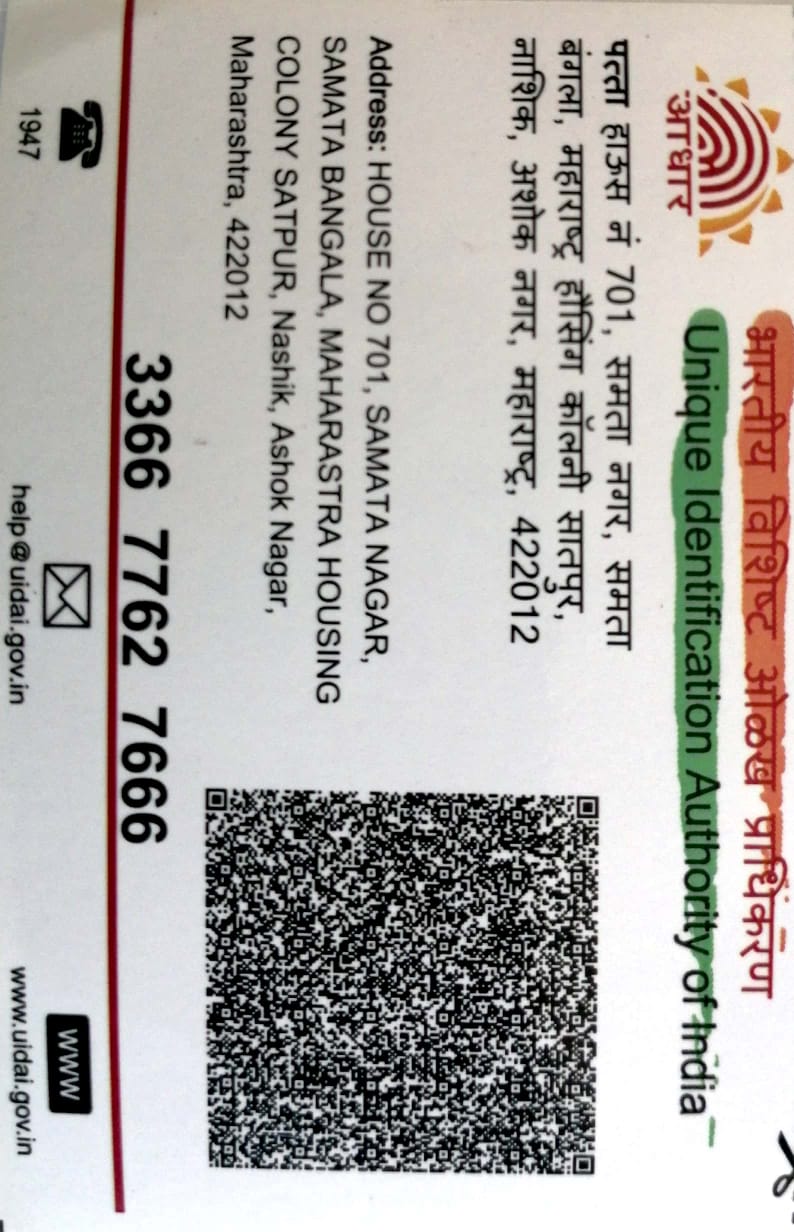 भारतीय विशिष्ट ओळख प्राधिकरण
Unique Identification Authority of India
आधार
पत्ता हाऊस नं 701, समता नगर, समता
बंगला, महाराष्ट्र हौसिंग कॉलनी सातपुर,
नाशिक, अशोक नगर, महाराष्ट्र, 422012
Address: HOUSE NO 701, SAMATA NAGAR,
SAMATA BANGALA, MAHARASTRA HOUSING
COLONY SATPUR, Nashik, Ashok Nagar,
Maharashtra, 422012
3366 7762 7666
1947
help@uidai.gov.in
WWW
www.uidai.gov.in